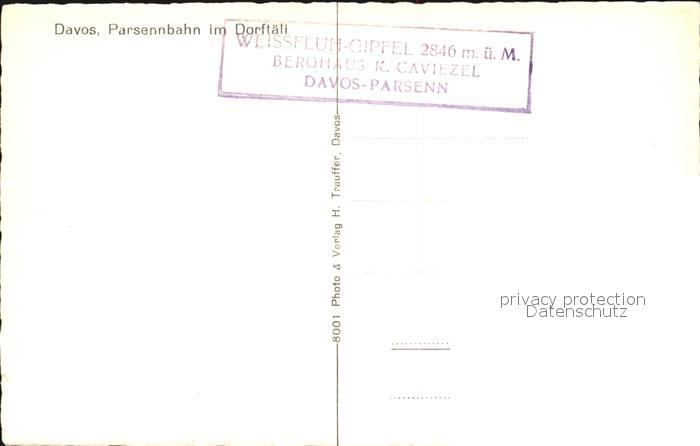 Davos, Parsennbahn im Dorftäli
WEISSFLUH-GIPFEL 2846 m. ü. M.
BERGHAUS K. CAVIEZEL
DAVOS-PARSENN
8001 Photo & Verlag H. Trauffer, Davos
privacy protection
Datenschutz